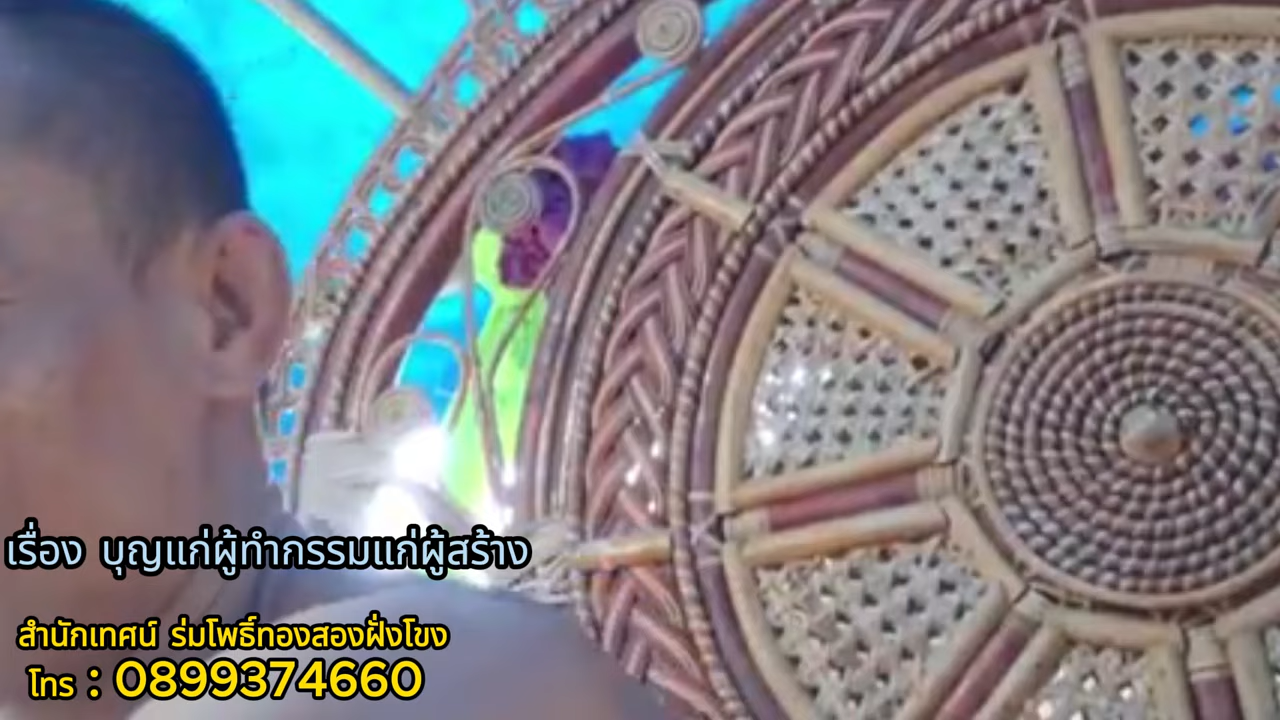 เรื่อง บุญแก่ผู้ทำกรรมแก่ผู้สร้าง
สำนักเทศน์ ร่มโพธิ์ทองสองฝั่งโขง
โทร : 0899374660